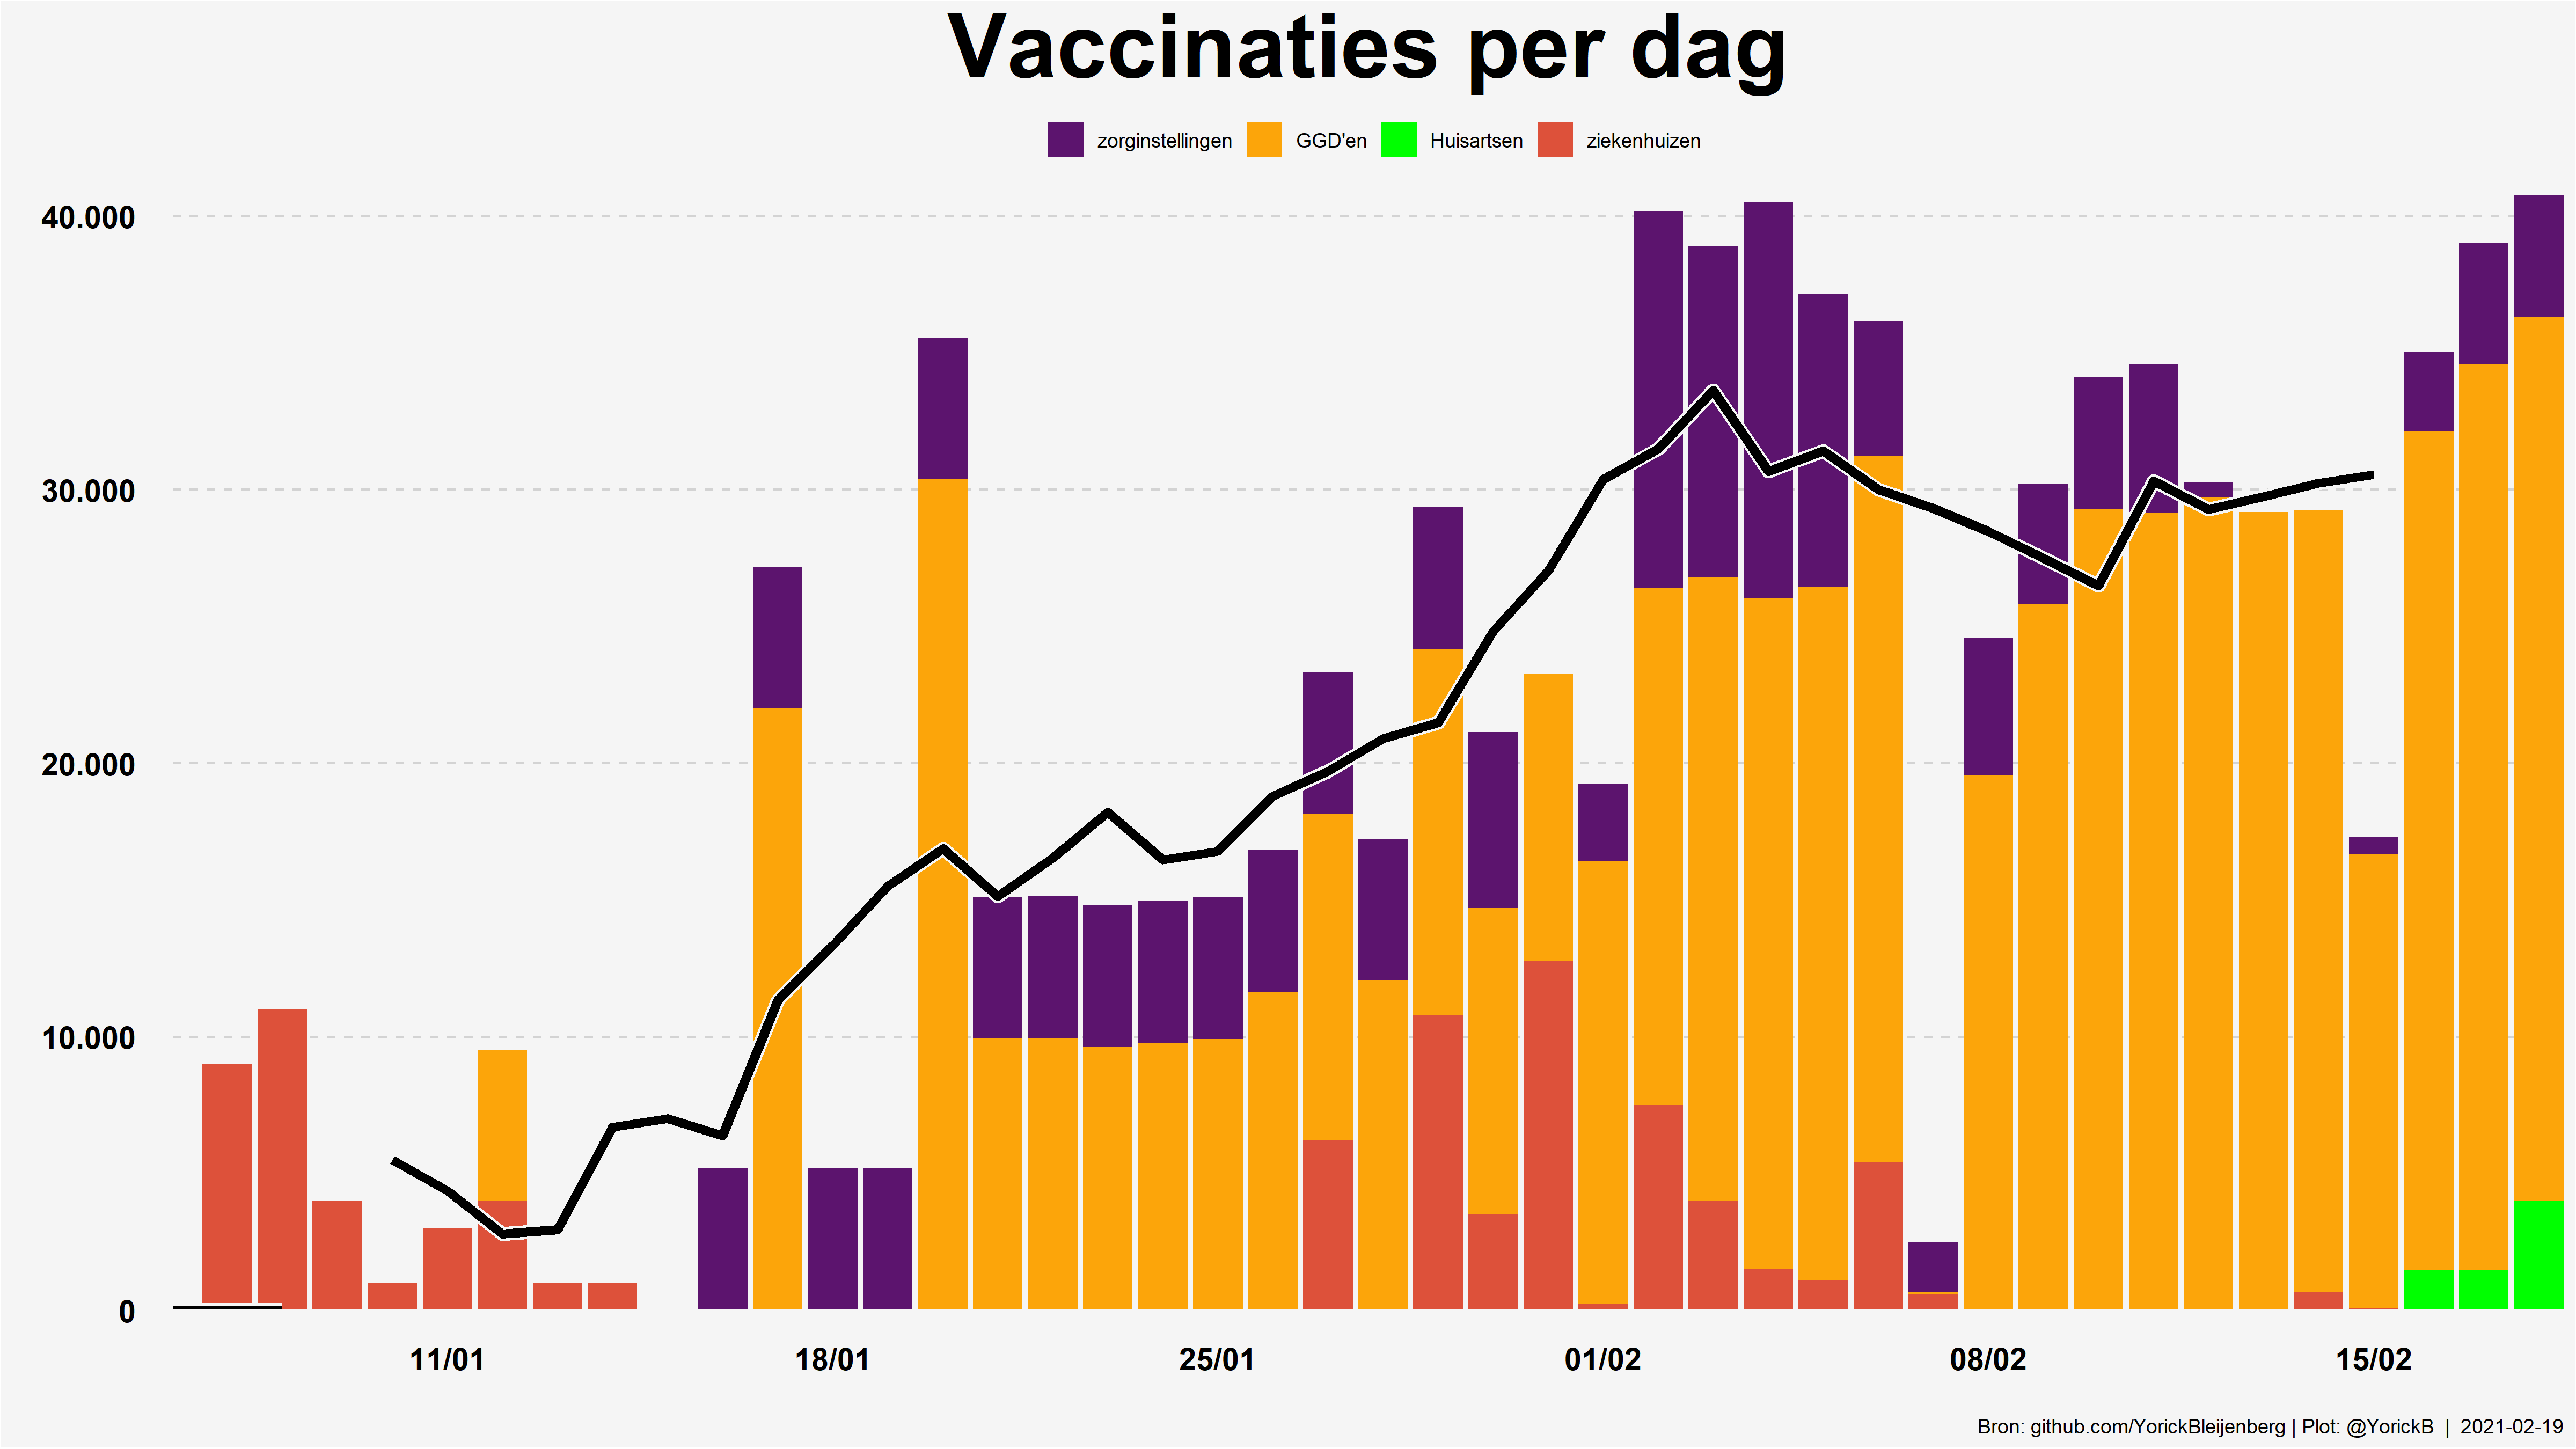 Vaccinaties per dag
zorginstellingen GGD'en Huisartsen ziekenhuizen
40.000
30.000
20.000
10.000
0
11/01 18/01 25/01 01/02 08/02 15/02
Bron: github.com/YorickBleijenberg | Plot: @YorickB | 2021-02-19